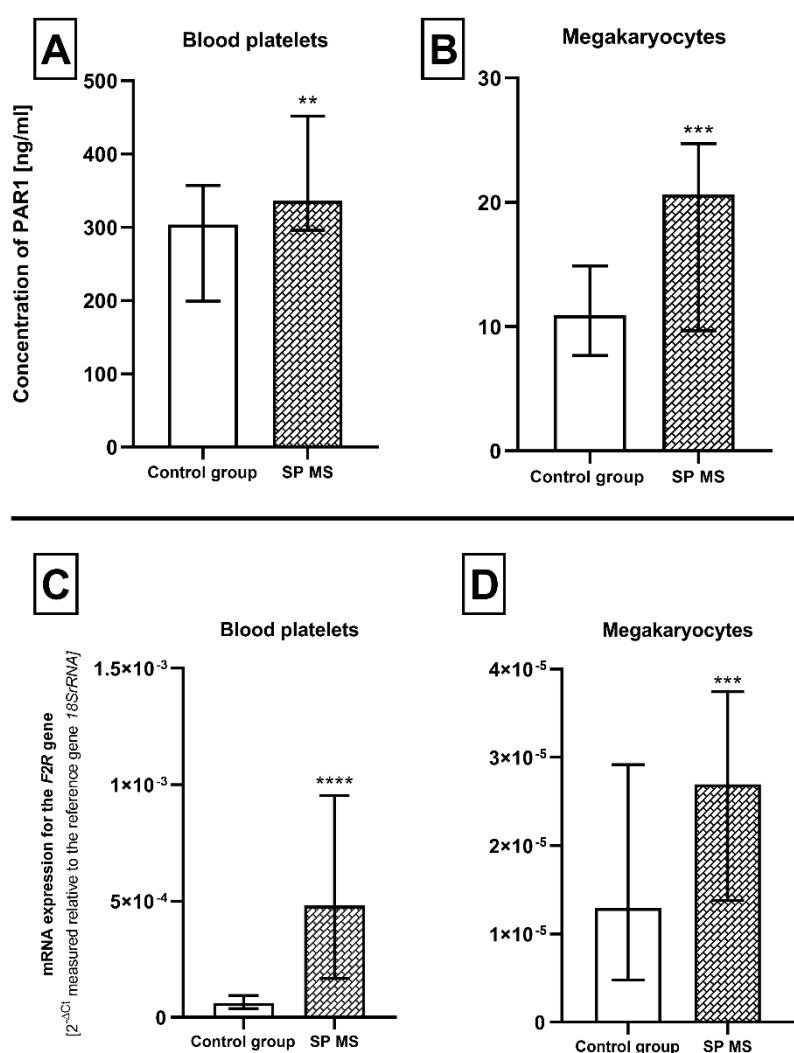 A
Blood platelets
Concentration of PAR1 [ng/ml]
500
400
300
200
100
0
**
Control group
SP MS
B
Megakaryocytes
30
20
10
0
***
Control group
SP MS
C
Blood platelets
mRNA expression for the F2R gene
[2^-ΔCt measured relative to the reference gene 18SrRNA]
1.5×10⁻³
1×10⁻³
5×10⁻⁴
0
****
Control group
SP MS
D
Megakaryocytes
4×10⁻⁵
3×10⁻⁵
2×10⁻⁵
1×10⁻⁵
0
***
Control group
SP MS